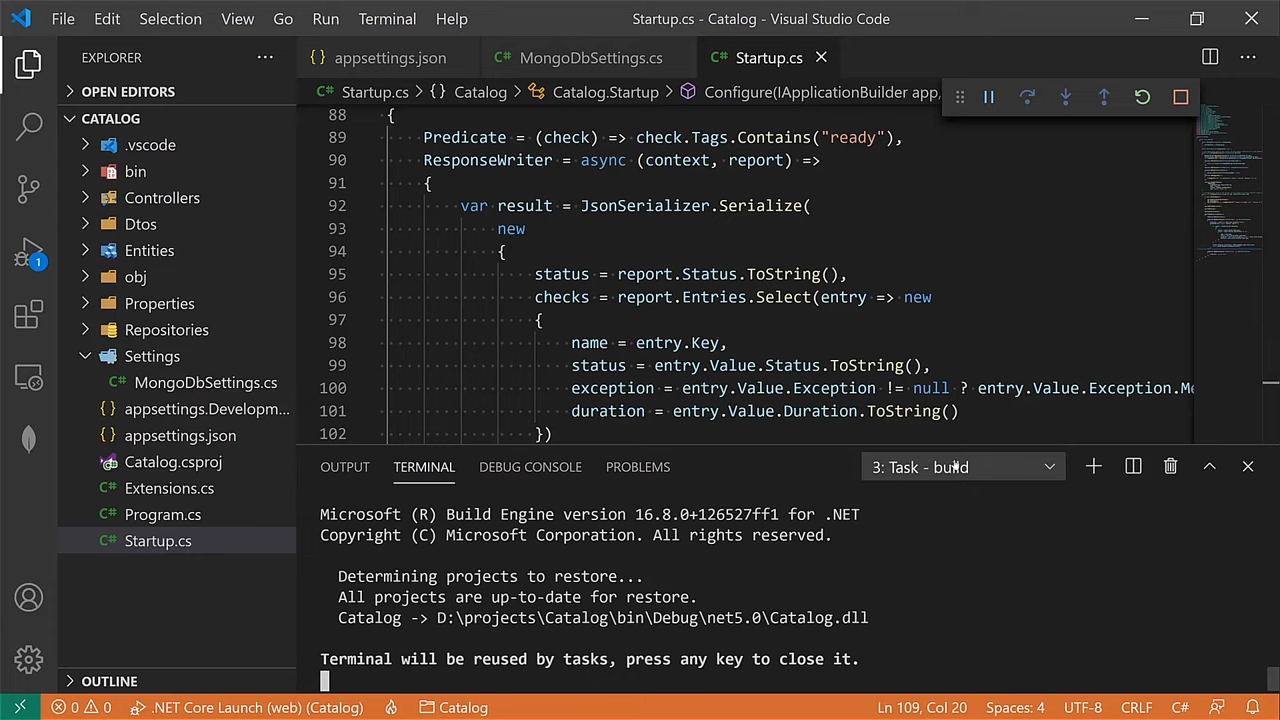 File Edit Selection View Go Run Terminal Help
Startup.cs - Catalog - Visual Studio Code
EXPLORER
OPEN EDITORS
CATALOG
.vscode
bin
Controllers
Dtos
Entities
obj
Properties
Repositories
Settings
C# MongoDbSettings.cs
{} appsettings.Developm...
{} appsettings.json
Catalog.csproj
C# Extensions.cs
C# Program.cs
C# Startup.cs
OUTLINE
1
{} appsettings.json
C# MongoDbSettings.cs
C# Startup.cs
C# Startup.cs > {} Catalog > Catalog.Startup > Configure(IApplicationBuilder app,
88 {
89 Predicate = (check) => check.Tags.Contains("ready"),
90 ResponseWriter = async (context, report) =>
91 {
92 var result = JsonSerializer.Serialize(
93 new
94 {
95 status = report.Status.ToString(),
96 checks = report.Entries.Select(entry => new
97 {
98 name = entry.Key,
99 status = entry.Value.Status.ToString(),
100 exception = entry.Value.Exception != null ? entry.Value.Exception.Me
101 duration = entry.Value.Duration.ToString()
102 })
OUTPUT TERMINAL DEBUG CONSOLE PROBLEMS
3: Task - build
Microsoft (R) Build Engine version 16.8.0+126527ff1 for .NET
Copyright (C) Microsoft Corporation. All rights reserved.
Determining projects to restore...
All projects are up-to-date for restore.
Catalog -> D:\projects\Catalog\bin\Debug\net5.0\Catalog.dll
Terminal will be reused by tasks, press any key to close it.
0 0 .NET Core Launch (web) (Catalog) Catalog
Ln 109, Col 20 Spaces: 4 UTF-8 CRLF C#